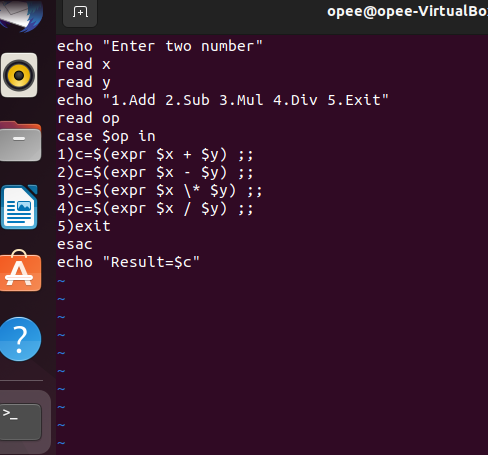 opee@opee-VirtualBo
echo "Enter two number"
read x
read y
echo "1.Add 2.Sub 3.Mul 4.Div 5.Exit"
read op
case $op in
1)c=$(expr $x + $y) ;;
2)c=$(expr $x - $y) ;;
3)c=$(expr $x \* $y) ;;
4)c=$(expr $x / $y) ;;
5)exit
esac
echo "Result=$c"
~
~
~
~
~
~
~
~
~
~